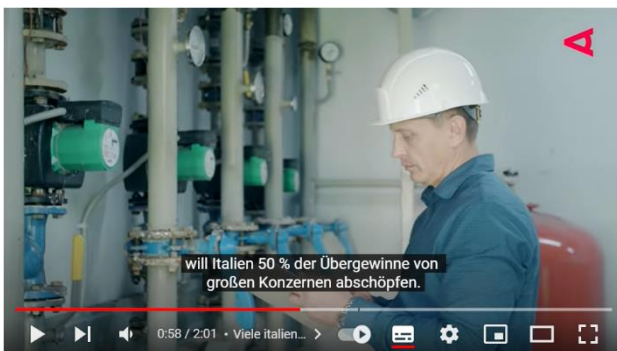 will Italien 50 % der Übergewinne von
großen Konzernen abschöpfen.
0:58 / 2:01 • Viele italien...